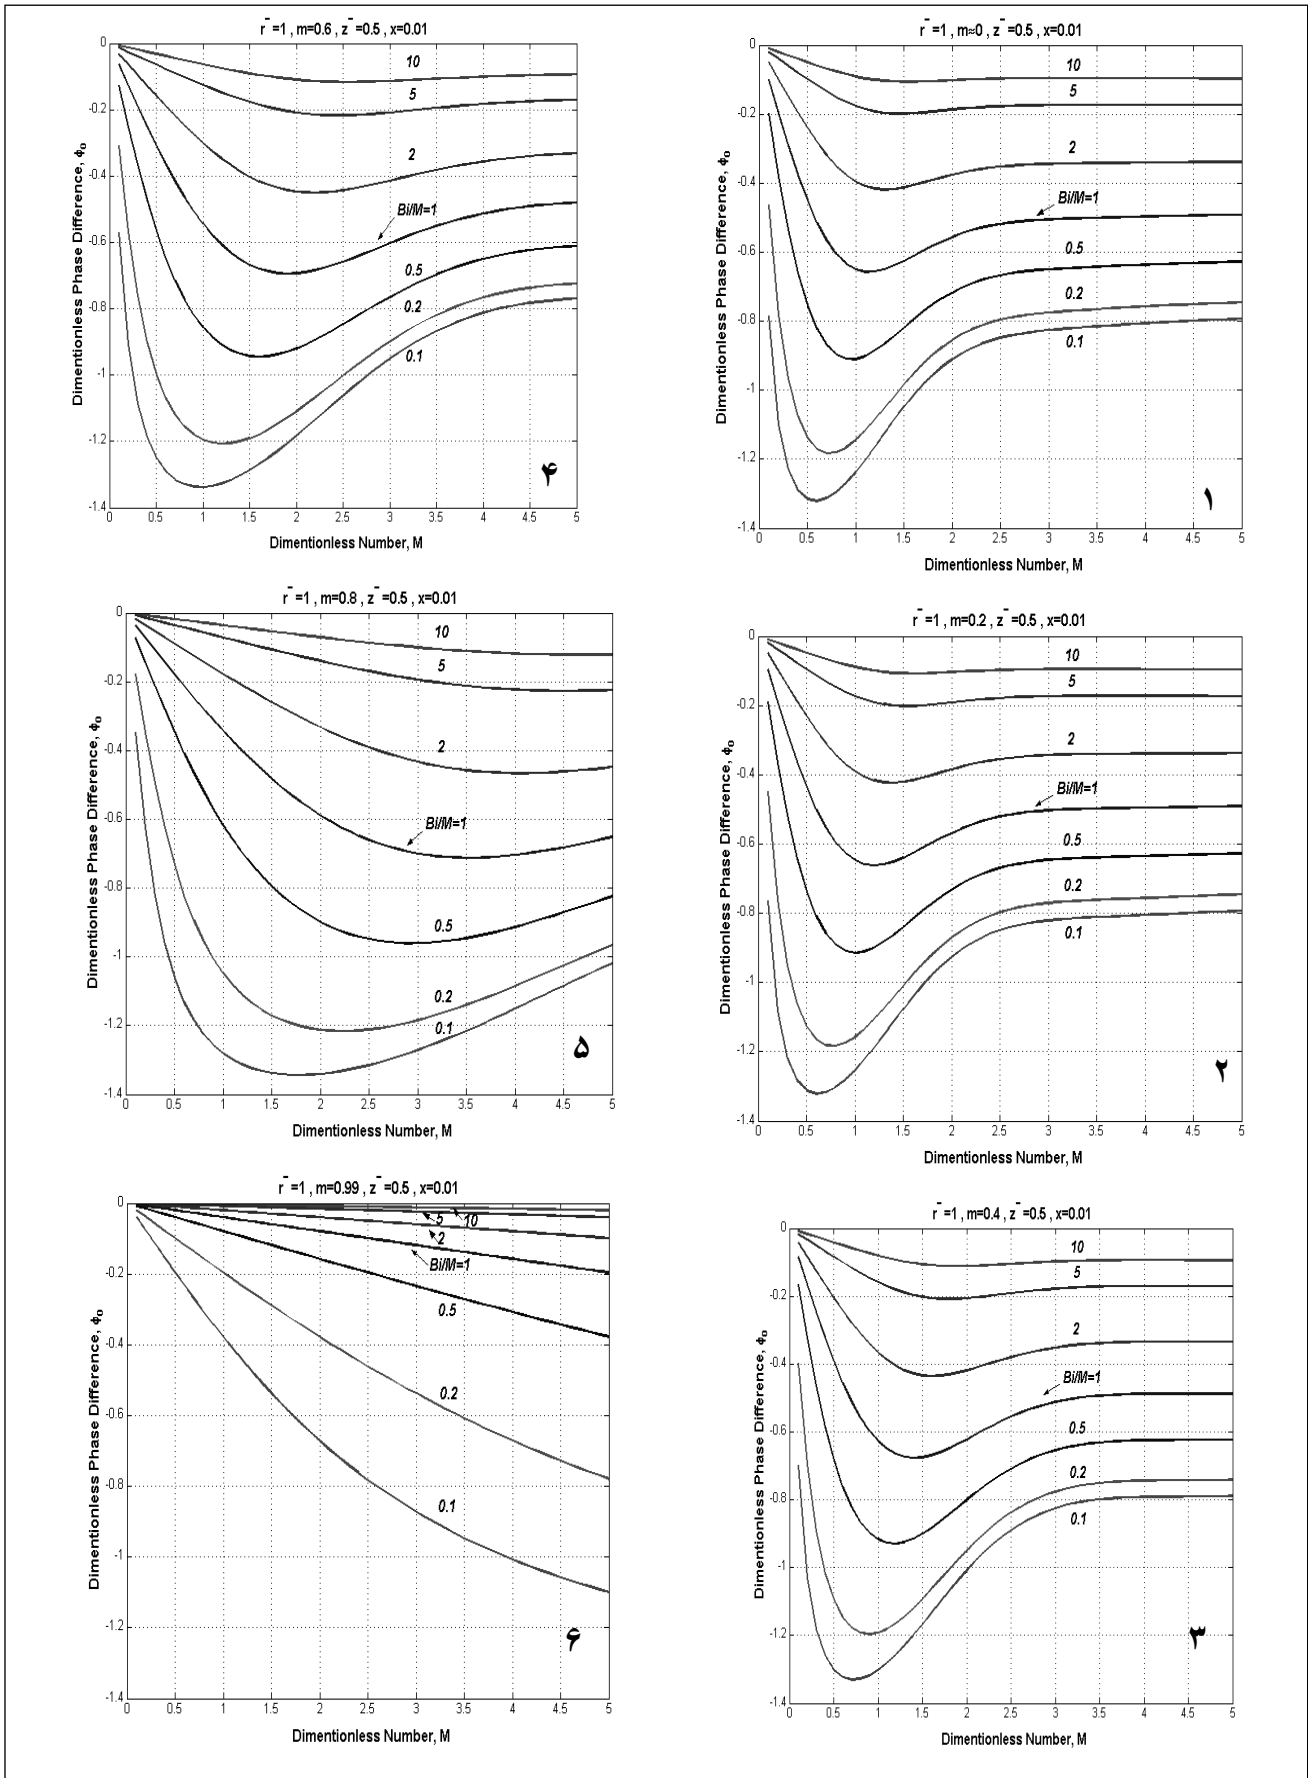 r¯=1 , m=0.6 , z¯=0.5 , x=0.01
Dimentionless Phase Difference, ϕₒ
0
-0.2
-0.4
-0.6
-0.8
-1
-1.2
-1.4
10
5
2
Bi/M=1
0.5
0.2
0.1
۴
0 0.5 1 1.5 2 2.5 3 3.5 4 4.5 5
Dimentionless Number, M
r¯=1 , m≈0 , z¯=0.5 , x=0.01
Dimentionless Phase Difference, ϕₒ
0
-0.2
-0.4
-0.6
-0.8
-1
-1.2
-1.4
10
5
2
Bi/M=1
0.5
0.2
0.1
۱
0 0.5 1 1.5 2 2.5 3 3.5 4 4.5 5
Dimentionless Number, M
r¯=1 , m=0.8 , z¯=0.5 , x=0.01
Dimentionless Phase Difference, ϕₒ
0
-0.2
-0.4
-0.6
-0.8
-1
-1.2
-1.4
10
5
2
Bi/M=1
0.5
0.2
0.1
۵
0 0.5 1 1.5 2 2.5 3 3.5 4 4.5 5
Dimentionless Number, M
r¯=1 , m=0.2 , z¯=0.5 , x=0.01
Dimentionless Phase Difference, ϕₒ
0
-0.2
-0.4
-0.6
-0.8
-1
-1.2
-1.4
10
5
2
Bi/M=1
0.5
0.2
0.1
۲
0 0.5 1 1.5 2 2.5 3 3.5 4 4.5 5
Dimentionless Number, M
r¯=1 , m=0.99 , z¯=0.5 , x=0.01
Dimentionless Phase Difference, ϕₒ
0
-0.2
-0.4
-0.6
-0.8
-1
-1.2
-1.4
5 10
2
Bi/M=1
0.5
0.2
0.1
۶
0 0.5 1 1.5 2 2.5 3 3.5 4 4.5 5
Dimentionless Number, M
r¯=1 , m=0.4 , z¯=0.5 , x=0.01
Dimentionless Phase Difference, ϕₒ
0
-0.2
-0.4
-0.6
-0.8
-1
-1.2
-1.4
10
5
2
Bi/M=1
0.5
0.2
0.1
۳
0 0.5 1 1.5 2 2.5 3 3.5 4 4.5 5
Dimentionless Number, M